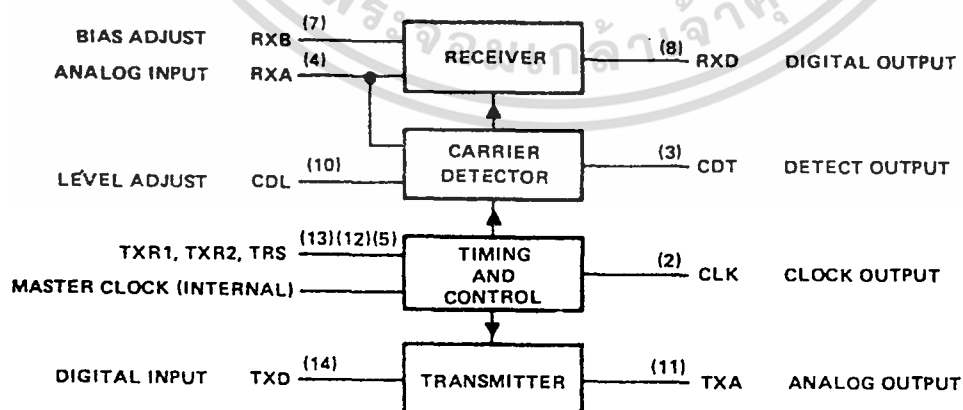 BIAS ADJUST RXB (7) RECEIVER (8) RXD DIGITAL OUTPUT
ANALOG INPUT RXA (4)
LEVEL ADJUST CDL (10) CARRIER DETECTOR (3) CDT DETECT OUTPUT
TXR1, TXR2, TRS (13)(12)(5) TIMING AND CONTROL (2) CLK CLOCK OUTPUT
MASTER CLOCK (INTERNAL)
DIGITAL INPUT TXD (14) TRANSMITTER (11) TXA ANALOG OUTPUT